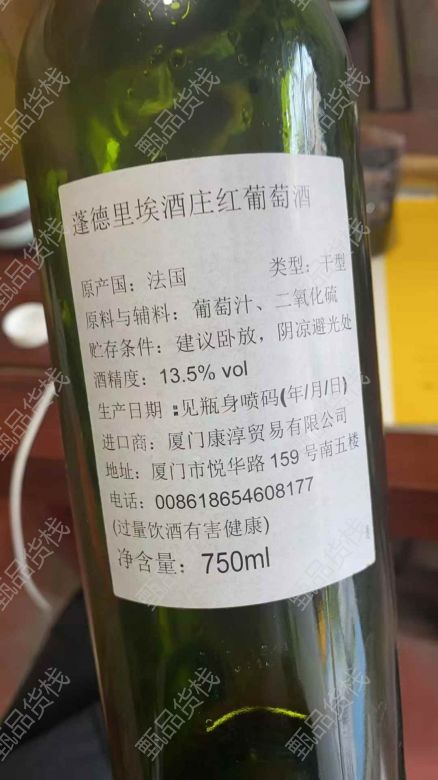 蓬德里埃酒庄红葡萄酒
原产国：法国 类型：干型
原料与辅料：葡萄汁、二氧化硫
贮存条件：建议卧放，阴凉避光处
酒精度：13.5% vol
生产日期：见瓶身喷码(年/月/日)
进口商：厦门康淳贸易有限公司
地址：厦门市悦华路159号南五楼
电话：008618654608177
(过量饮酒有害健康)
净含量：750ml
甄品货栈